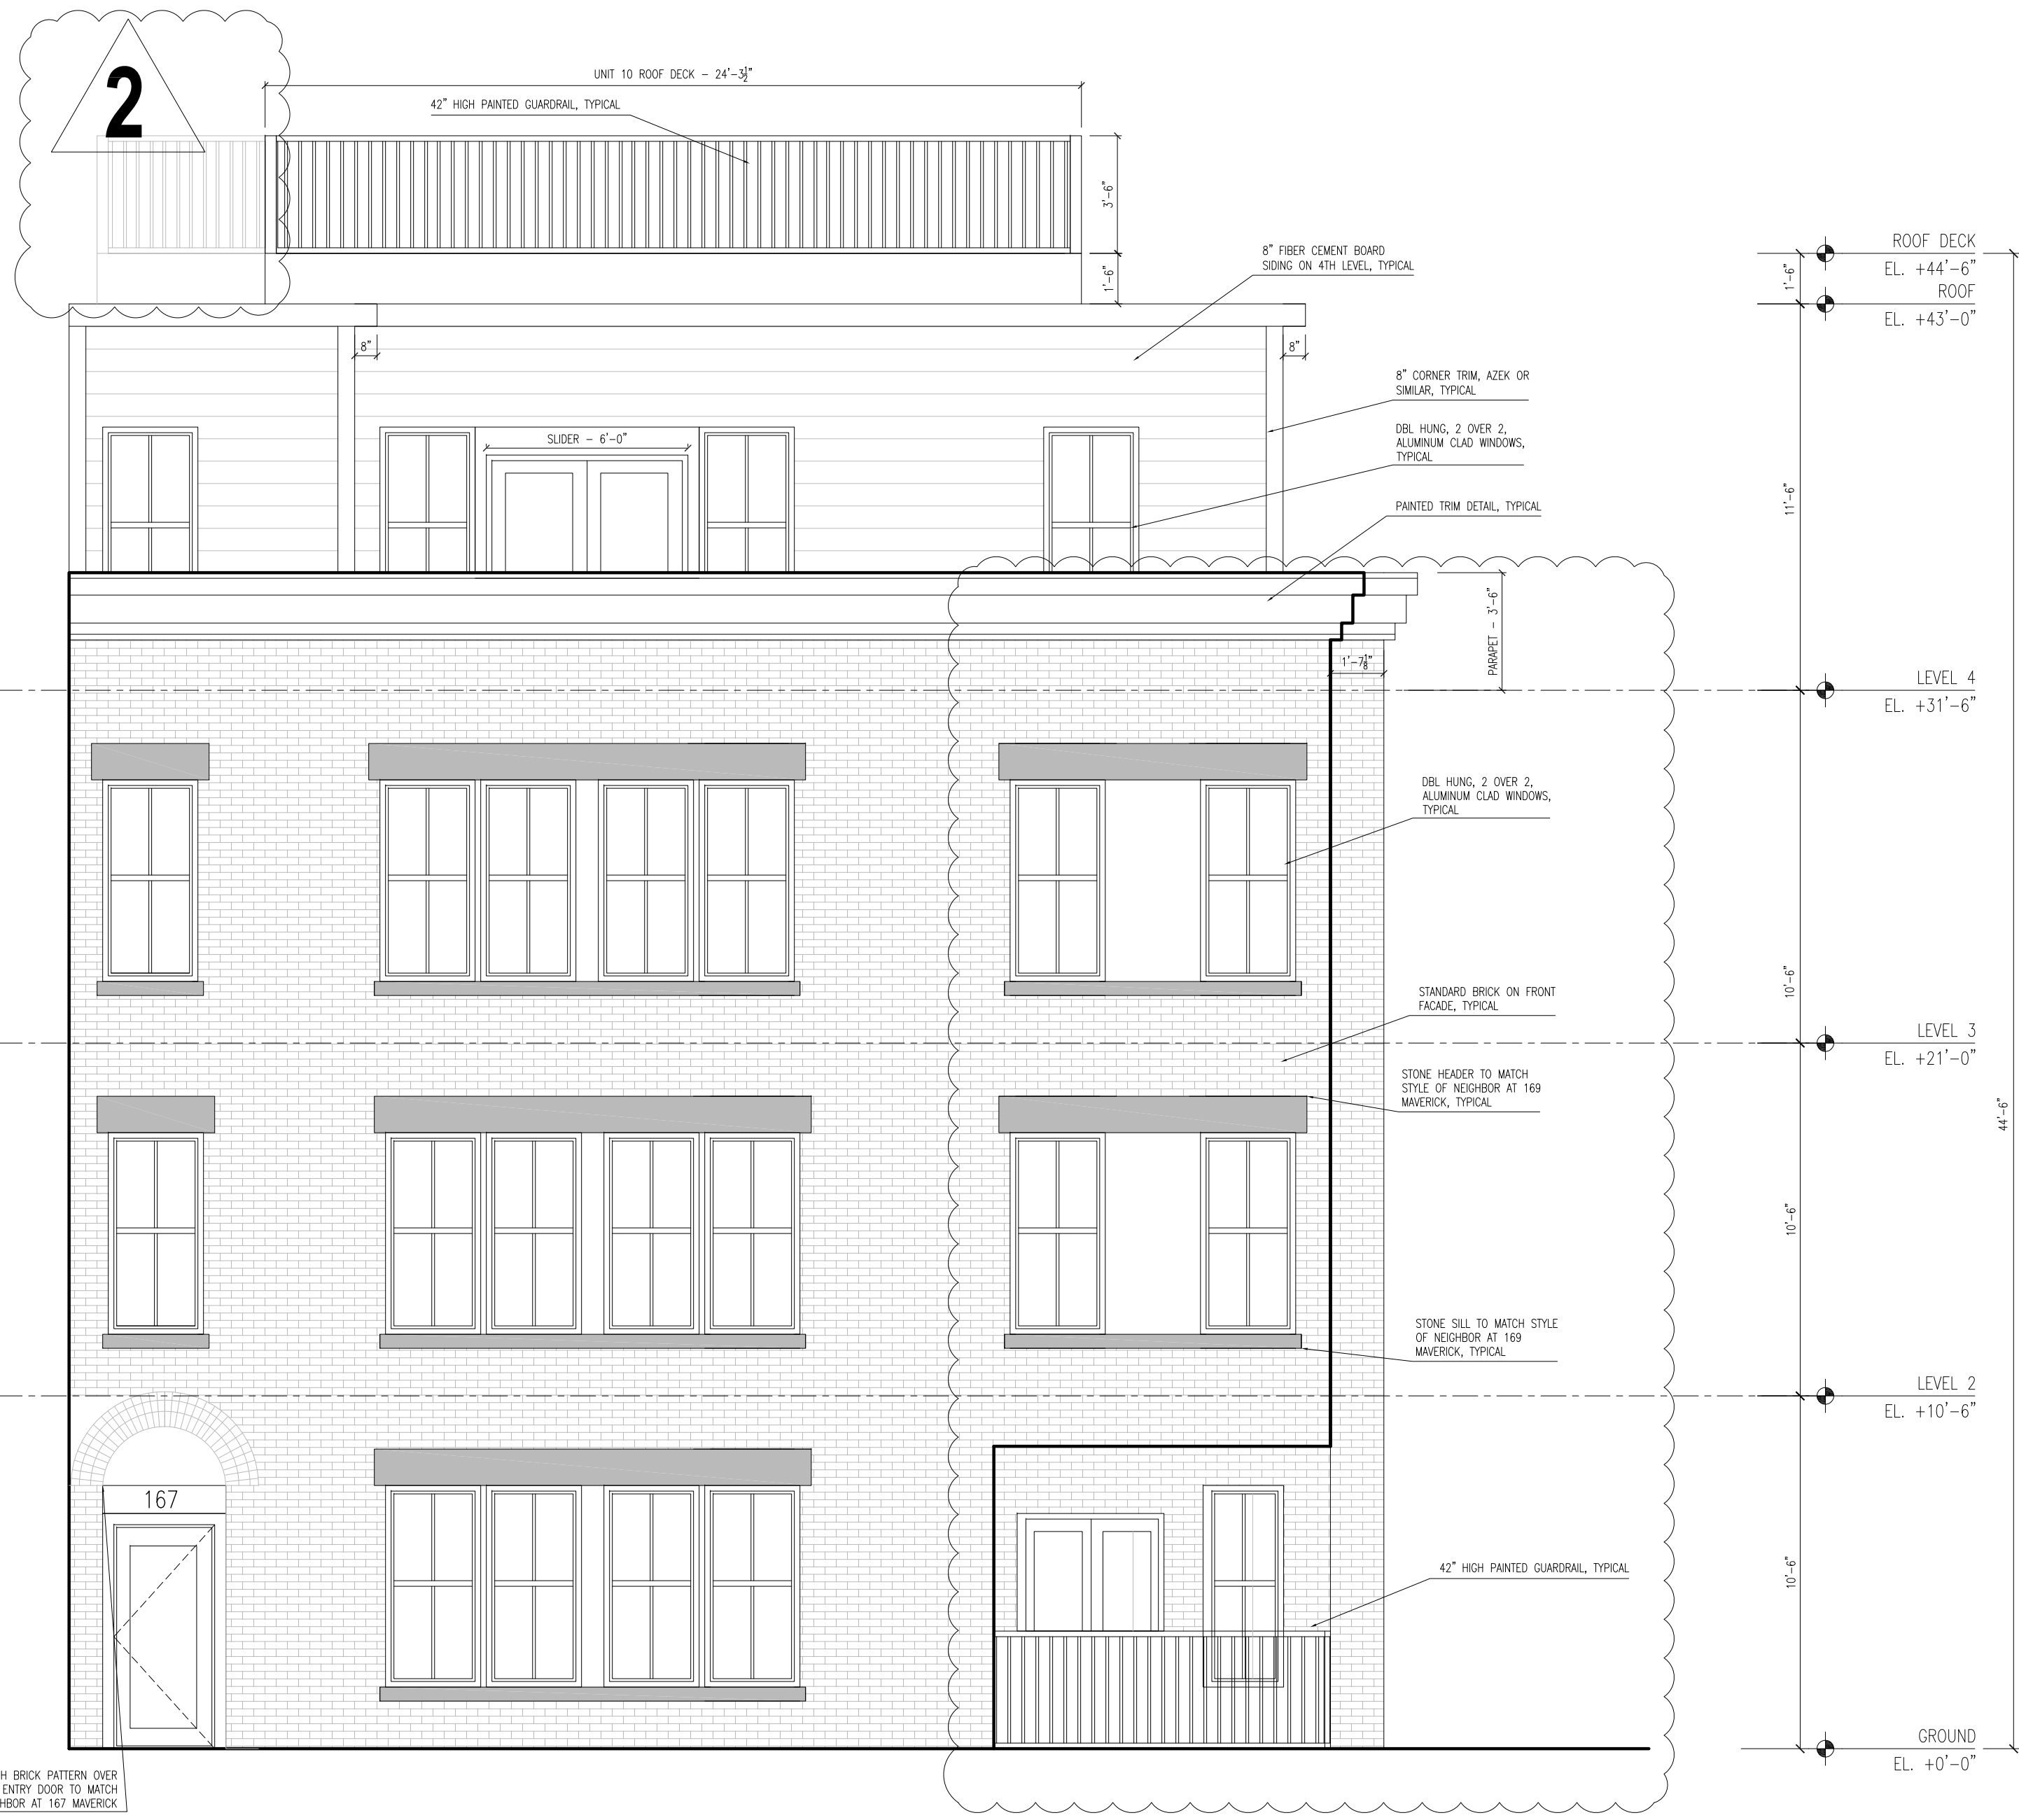 2
UNIT 10 ROOF DECK – 24'–3½"
42" HIGH PAINTED GUARDRAIL, TYPICAL
3'–6"
1'–6"
8" FIBER CEMENT BOARD
SIDING ON 4TH LEVEL, TYPICAL
ROOF DECK
EL. +44'–6"
1'–6"
ROOF
EL. +43'–0"
8"
8"
8" CORNER TRIM, AZEK OR
SIMILAR, TYPICAL
DBL HUNG, 2 OVER 2,
ALUMINUM CLAD WINDOWS,
TYPICAL
SLIDER – 6'–0"
11'–6"
PAINTED TRIM DETAIL, TYPICAL
PARAPET – 3'–6"
1'–7⅛"
LEVEL 4
EL. +31'–6"
DBL HUNG, 2 OVER 2,
ALUMINUM CLAD WINDOWS,
TYPICAL
10'–6"
STANDARD BRICK ON FRONT
FACADE, TYPICAL
LEVEL 3
EL. +21'–0"
STONE HEADER TO MATCH
STYLE OF NEIGHBOR AT 169
MAVERICK, TYPICAL
44'–6"
10'–6"
STONE SILL TO MATCH STYLE
OF NEIGHBOR AT 169
MAVERICK, TYPICAL
LEVEL 2
EL. +10'–6"
167
42" HIGH PAINTED GUARDRAIL, TYPICAL
10'–6"
GROUND
EL. +0'–0"
H BRICK PATTERN OVER
ENTRY DOOR TO MATCH
HBOR AT 167 MAVERICK